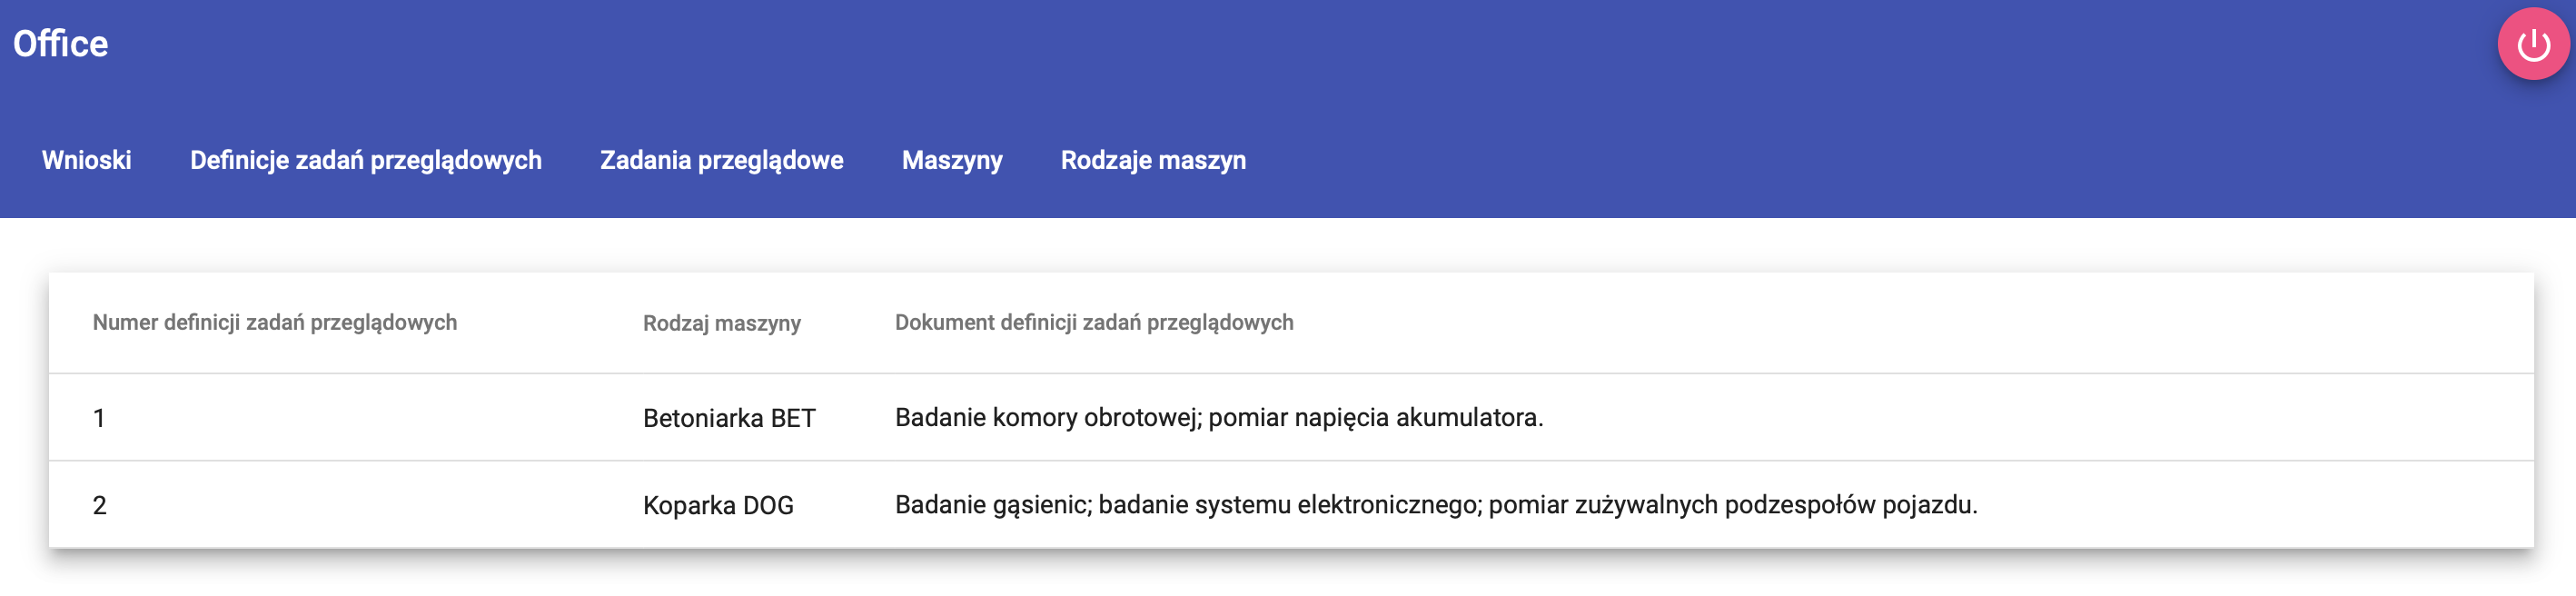 Office
Wnioski Definicje zadań przeglądowych Zadania przeglądowe Maszyny Rodzaje maszyn
Numer definicji zadań przeglądowych Rodzaj maszyny Dokument definicji zadań przeglądowych
1 Betoniarka BET Badanie komory obrotowej; pomiar napięcia akumulatora.
2 Koparka DOG Badanie gąsienic; badanie systemu elektronicznego; pomiar zużywalnych podzespołów pojazdu.